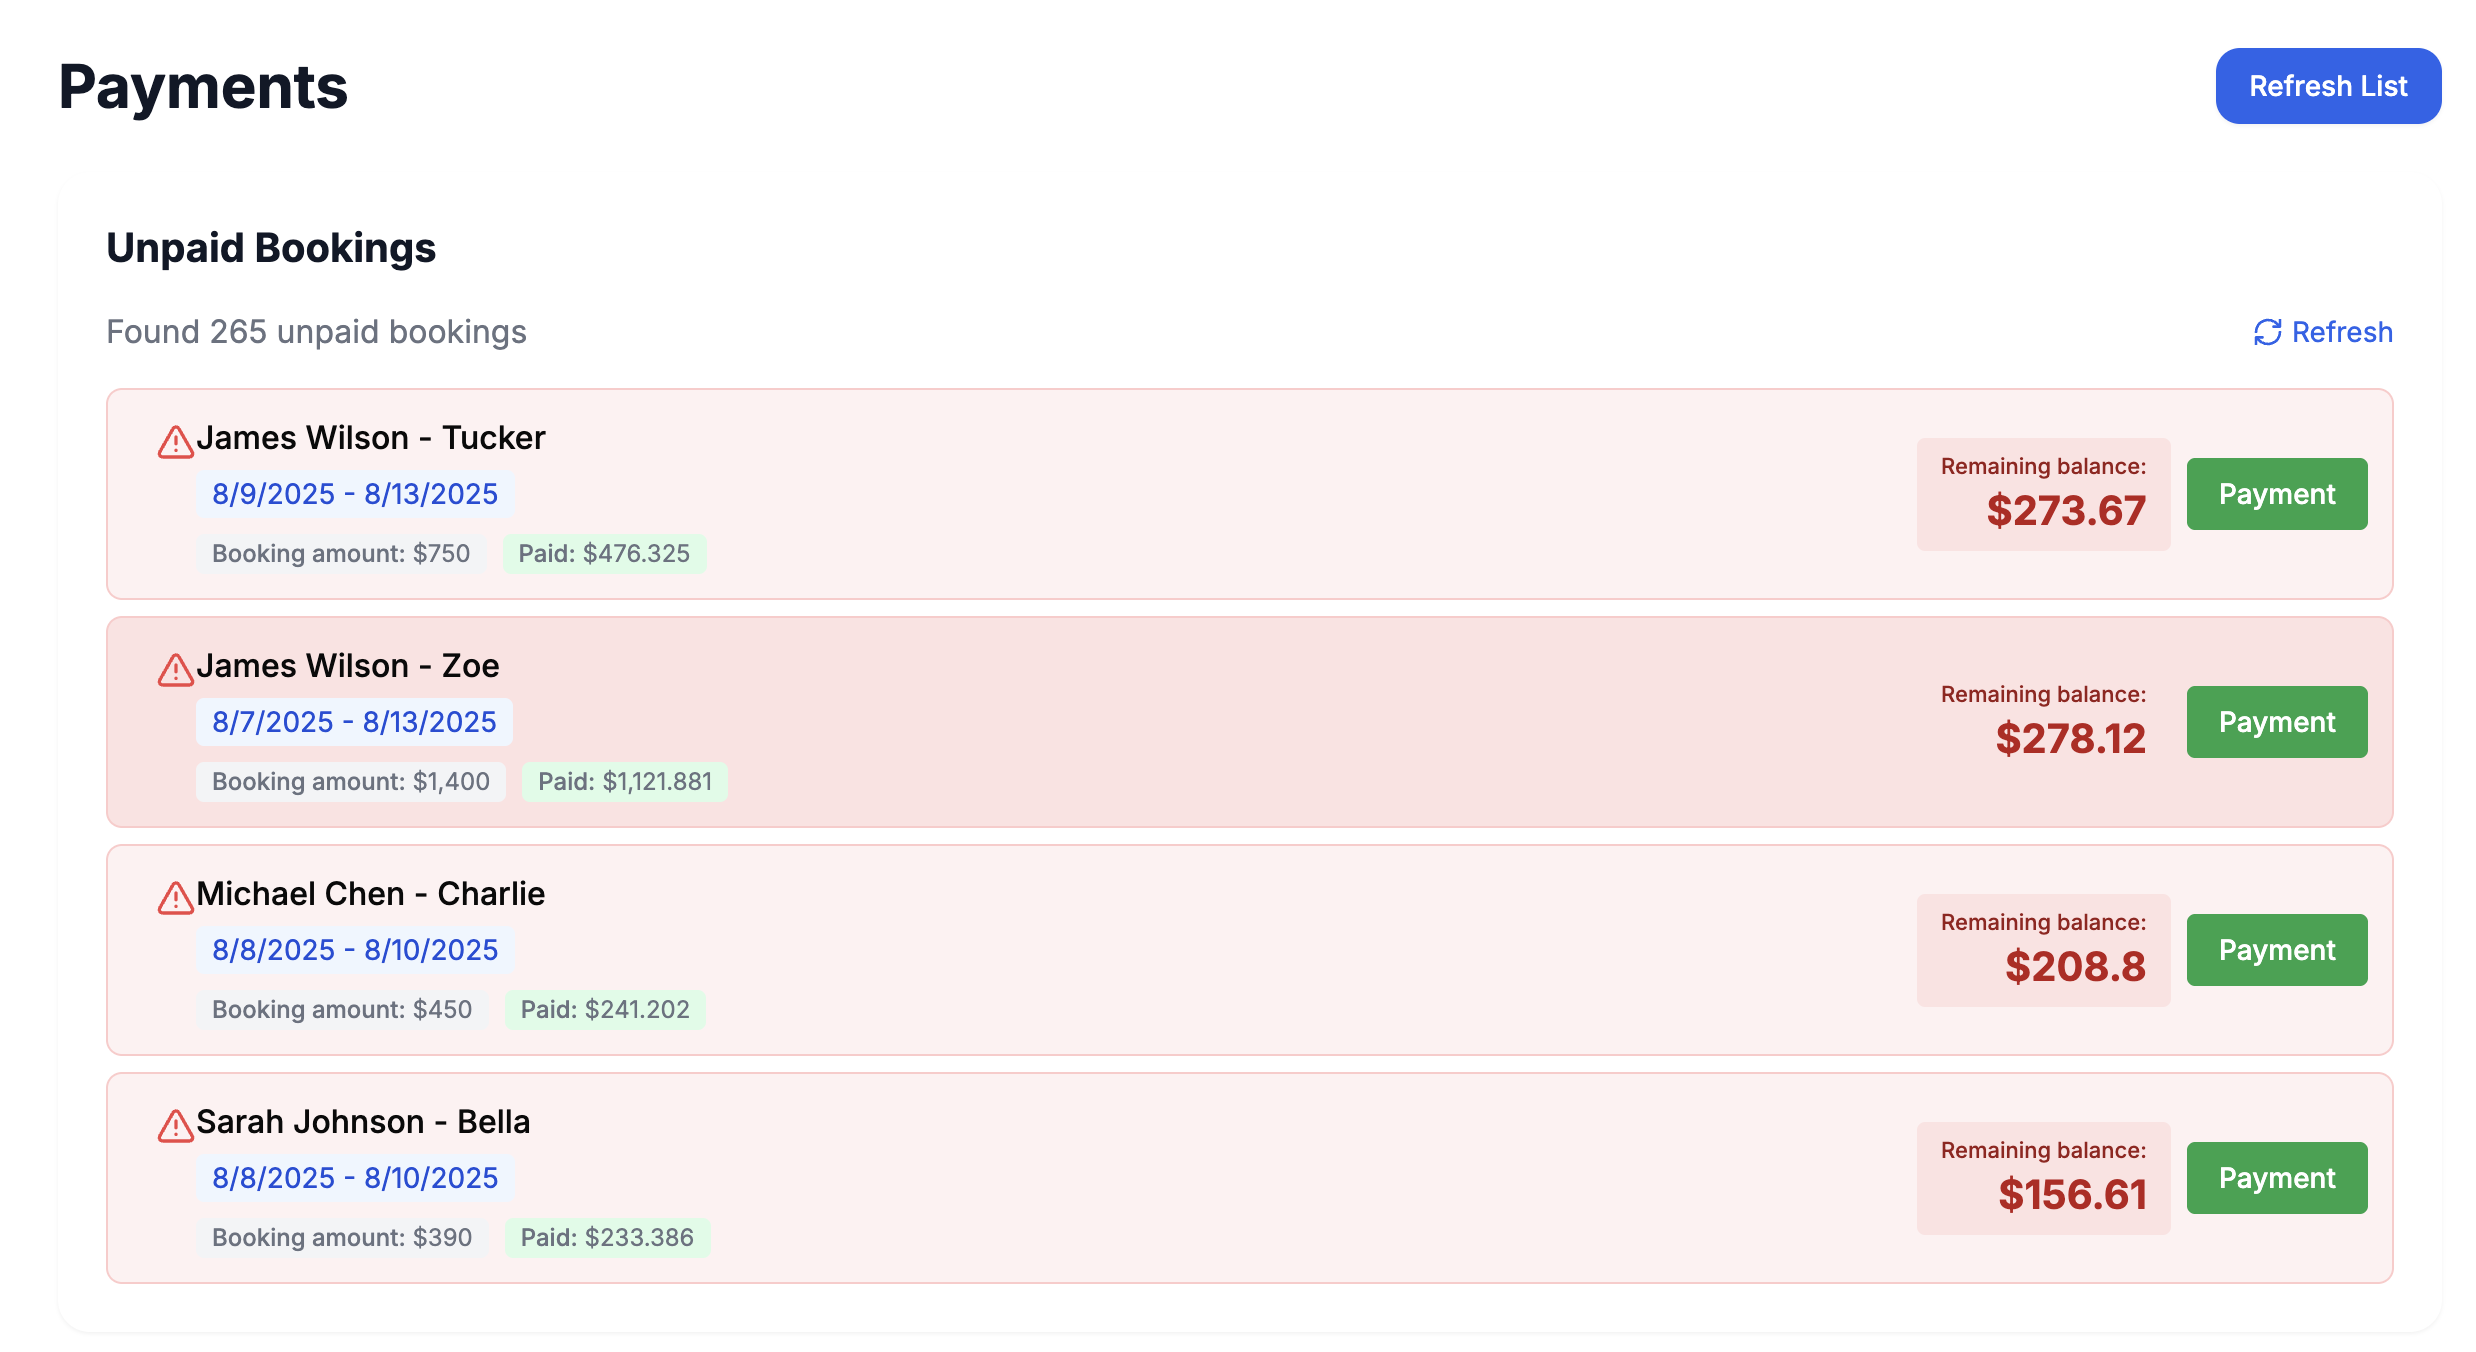 Payments
Refresh List
Unpaid Bookings
Found 265 unpaid bookings
Refresh
James Wilson - Tucker
8/9/2025 - 8/13/2025
Booking amount: $750
Paid: $476.325
Remaining balance:
$273.67
Payment
James Wilson - Zoe
8/7/2025 - 8/13/2025
Booking amount: $1,400
Paid: $1,121.881
Remaining balance:
$278.12
Payment
Michael Chen - Charlie
8/8/2025 - 8/10/2025
Booking amount: $450
Paid: $241.202
Remaining balance:
$208.8
Payment
Sarah Johnson - Bella
8/8/2025 - 8/10/2025
Booking amount: $390
Paid: $233.386
Remaining balance:
$156.61
Payment